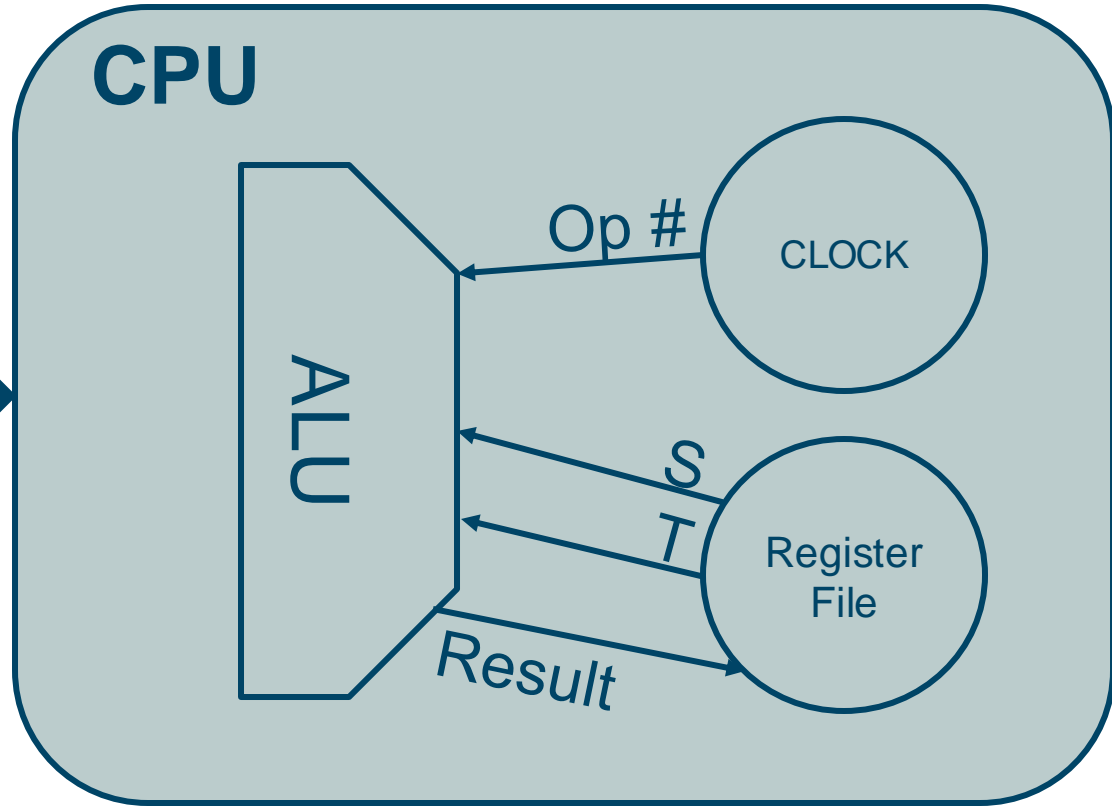 CPU
Op #
CLOCK
ALU
S
T
Register
File
Result